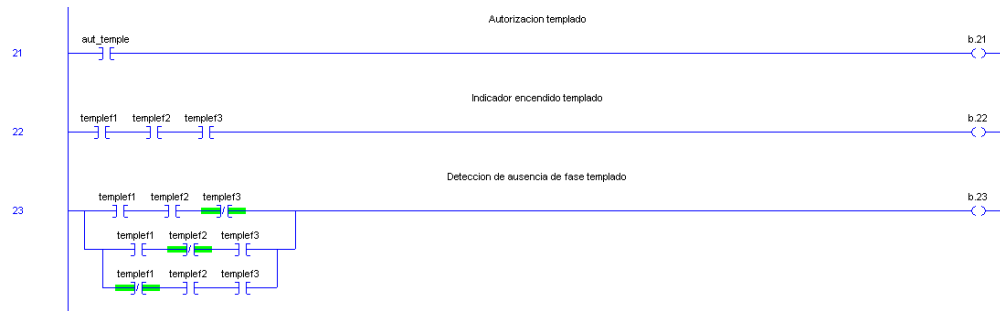 Autorizacion templado
aut_temple b.21
21
Indicador encendido templado
templef1 templef2 templef3 b.22
22
Deteccion de ausencia de fase templado
templef1 templef2 templef3 b.23
23
templef1 templef2 templef3
templef1 templef2 templef3